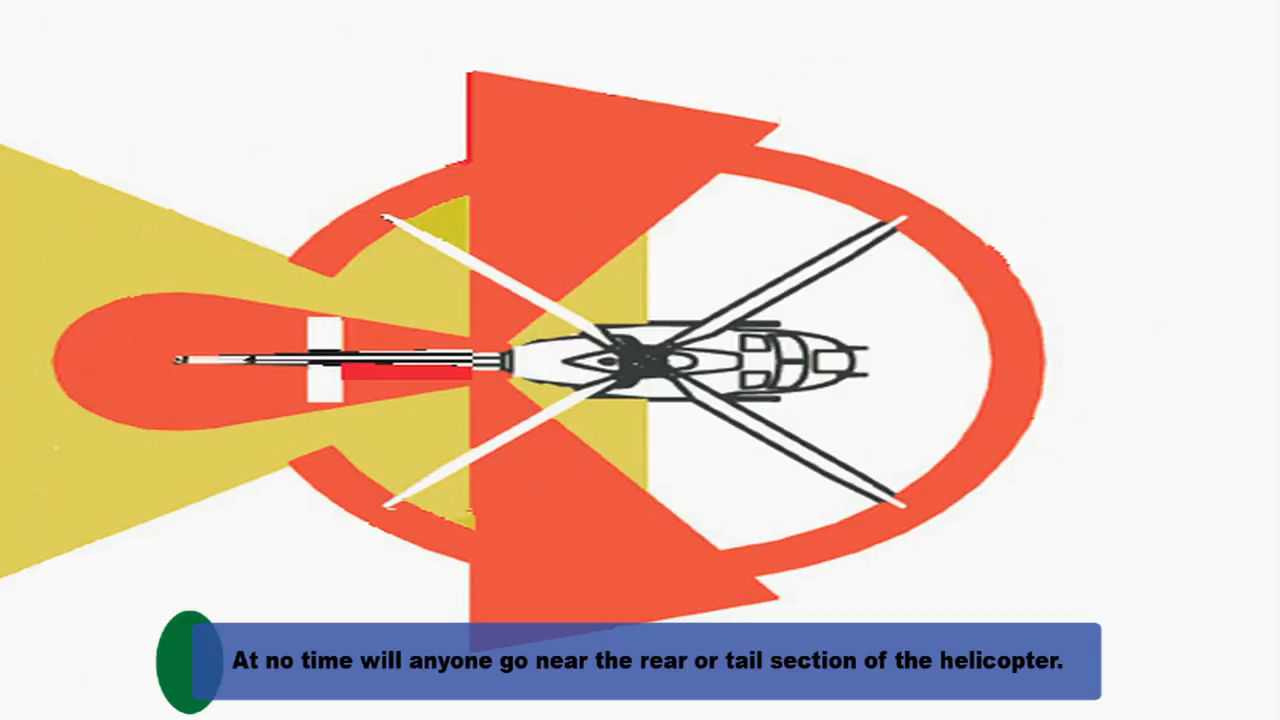 At no time will anyone go near the rear or tail section of the helicopter.